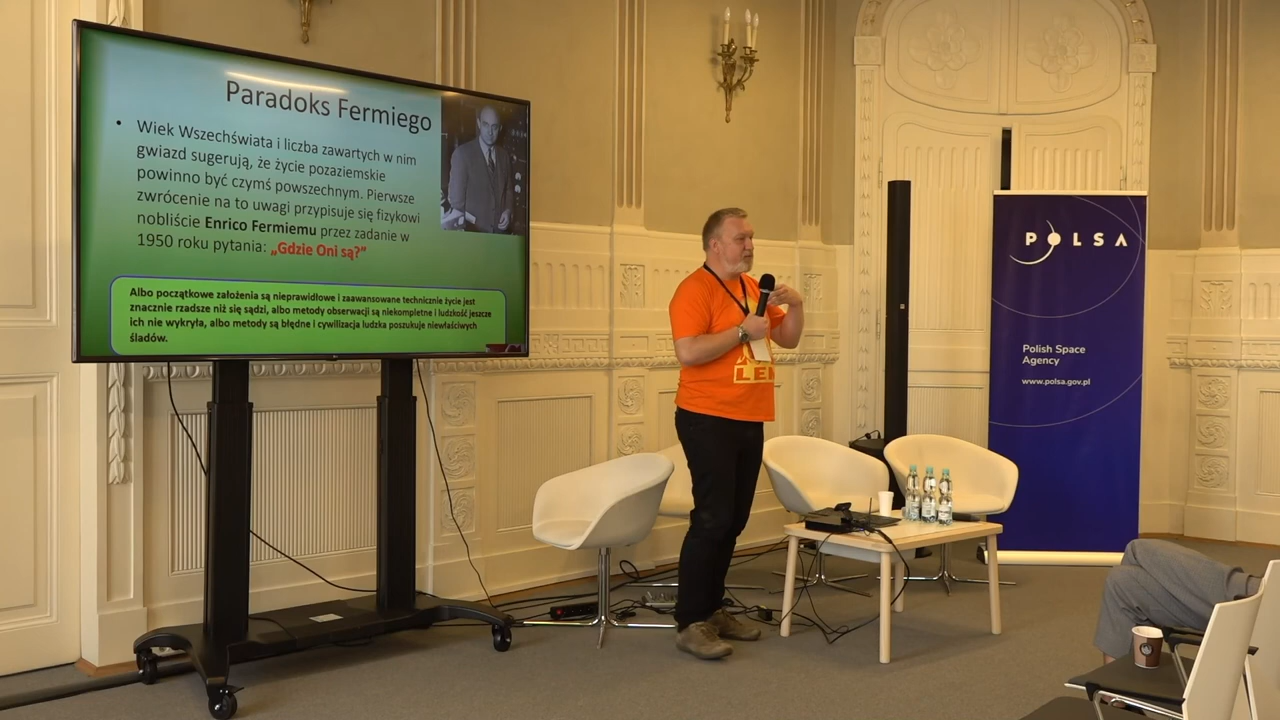 Paradoks Fermiego
• Wiek Wszechświata i liczba zawartych w nim
gwiazd sugerują, że życie pozaziemskie
powinno być czymś powszechnym. Pierwsze
zwrócenie na to uwagi przypisuje się fizykowi
nobliście Enrico Fermiemu przez zadanie w
1950 roku pytania: „Gdzie Oni są?”
Albo początkowe założenia są nieprawidłowe i zaawansowane technicznie życie jest
znacznie rzadsze niż się sądzi, albo metody obserwacji są niekompletne i ludzkość jeszcze
ich nie wykryła, albo metody są błędne i cywilizacja ludzka poszukuje niewłaściwych
śladów.
LEM
POLSA
Polish Space
Agency
www.polsa.gov.pl